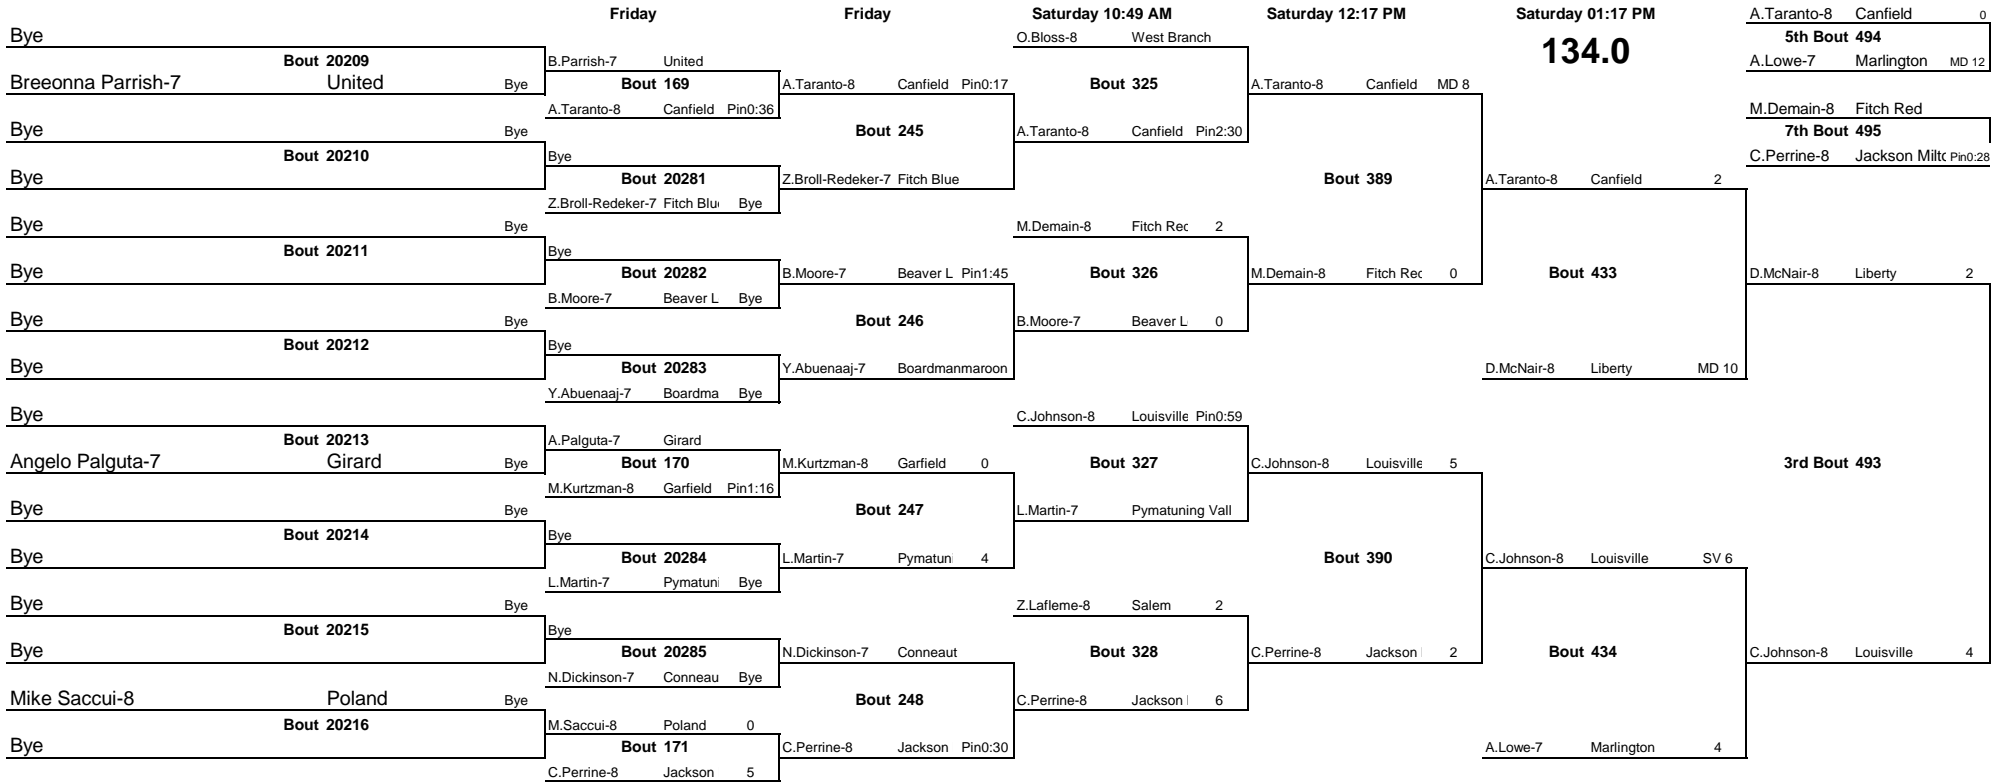 Friday Friday Saturday 10:49 AM Saturday 12:17 PM Saturday 01:17 PM A.Taranto-8 Canfield 0
Bye O.Bloss-8 West Branch 134.0 5th Bout 494
Bout 20209 B.Parrish-7 United A.Lowe-7 Marlington MD 12
Breeonna Parrish-7 United Bye Bout 169 A.Taranto-8 Canfield Pin0:17 Bout 325 A.Taranto-8 Canfield MD 8
A.Taranto-8 Canfield Pin0:36 M.Demain-8 Fitch Red
Bye Bye Bout 245 A.Taranto-8 Canfield Pin2:30 7th Bout 495
Bout 20210 Bye C.Perrine-8 Jackson Milto Pin0:28
Bye Bout 20281 Z.Broll-Redeker-7 Fitch Blue Bout 389 A.Taranto-8 Canfield 2
Z.Broll-Redeker-7 Fitch Blu Bye
Bye Bye M.Demain-8 Fitch Red 2
Bout 20211 Bye
Bye Bout 20282 B.Moore-7 Beaver L Pin1:45 Bout 326 M.Demain-8 Fitch Red 0 Bout 433 D.McNair-8 Liberty 2
B.Moore-7 Beaver L Bye
Bye Bye Bout 246 B.Moore-7 Beaver L 0
Bout 20212 Bye
Bye Bout 20283 Y.Abuenaaj-7 Boardmanmaroon D.McNair-8 Liberty MD 10
Y.Abuenaaj-7 Boardma Bye
Bye C.Johnson-8 Louisville Pin0:59
Bout 20213 A.Palguta-7 Girard
Angelo Palguta-7 Girard Bye Bout 170 M.Kurtzman-8 Garfield 0 Bout 327 C.Johnson-8 Louisville 5 3rd Bout 493
M.Kurtzman-8 Garfield Pin1:16
Bye Bye Bout 247 L.Martin-7 Pymatuning Vall
Bout 20214 Bye
Bye Bout 20284 L.Martin-7 Pymatuni 4 Bout 390 C.Johnson-8 Louisville SV 6
L.Martin-7 Pymatuni Bye
Bye Bye Z.Lafleme-8 Salem 2
Bout 20215 Bye
Bye Bout 20285 N.Dickinson-7 Conneaut Bout 328 C.Perrine-8 Jackson 2 Bout 434 C.Johnson-8 Louisville 4
N.Dickinson-7 Conneau Bye
Mike Saccui-8 Poland Bye Bout 248 C.Perrine-8 Jackson 6
Bout 20216 M.Saccui-8 Poland 0
Bye Bout 171 C.Perrine-8 Jackson Pin0:30 A.Lowe-7 Marlington 4
C.Perrine-8 Jackson 5